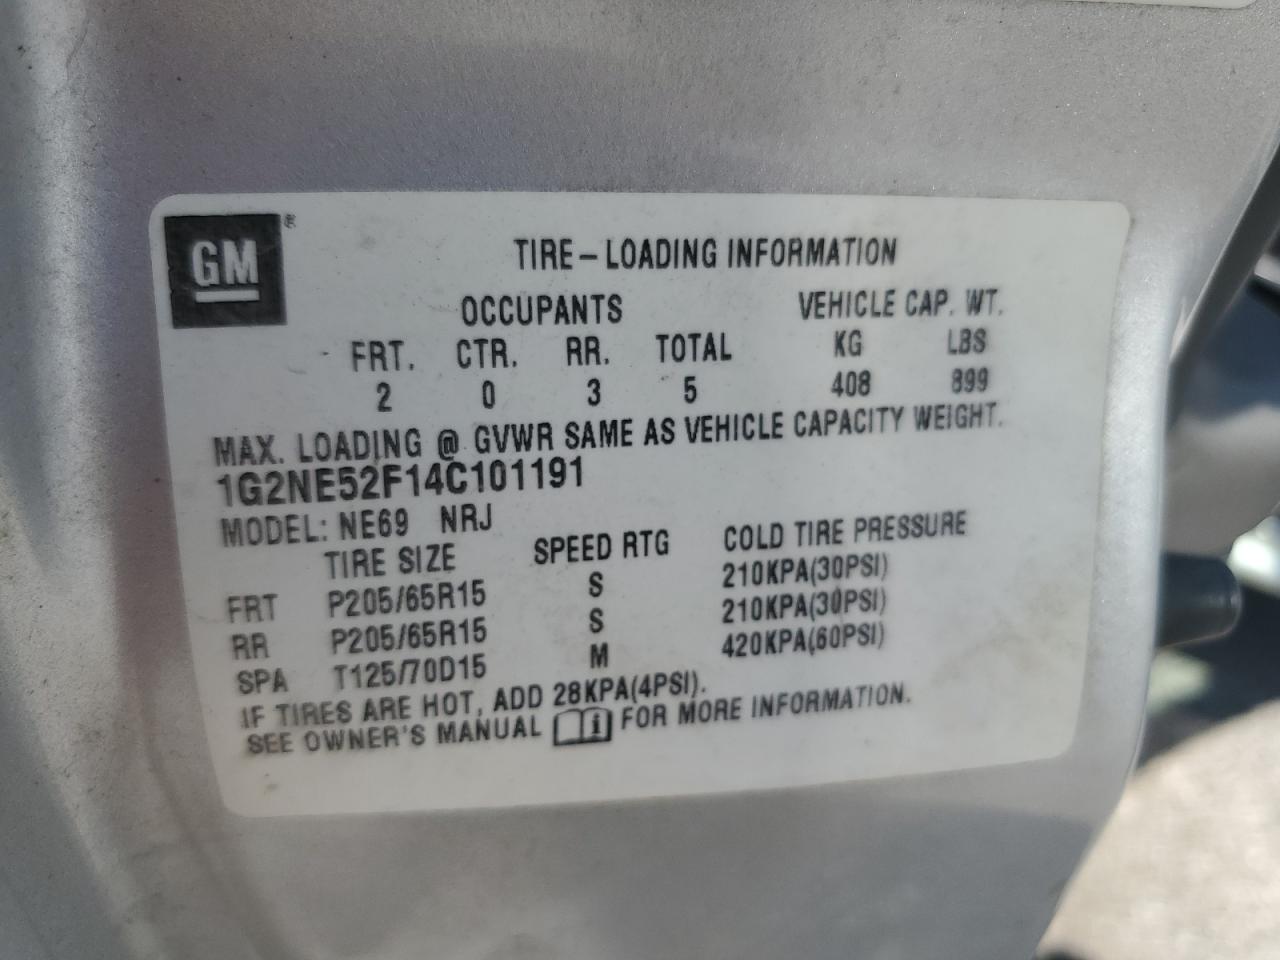 GM ®
TIRE-LOADING INFORMATION
OCCUPANTS VEHICLE CAP. WT.
FRT. CTR. RR. TOTAL KG LBS
2 0 3 5 408 899
MAX. LOADING @ GVWR SAME AS VEHICLE CAPACITY WEIGHT.
1G2NE52F14C101191
MODEL: NE69 NRJ
TIRE SIZE SPEED RTG COLD TIRE PRESSURE
FRT P205/65R15 S 210KPA(30PSI)
RR P205/65R15 S 210KPA(30PSI)
SPA T125/70D15 M 420KPA(60PSI)
IF TIRES ARE HOT, ADD 28KPA(4PSI).
SEE OWNER'S MANUAL i FOR MORE INFORMATION.